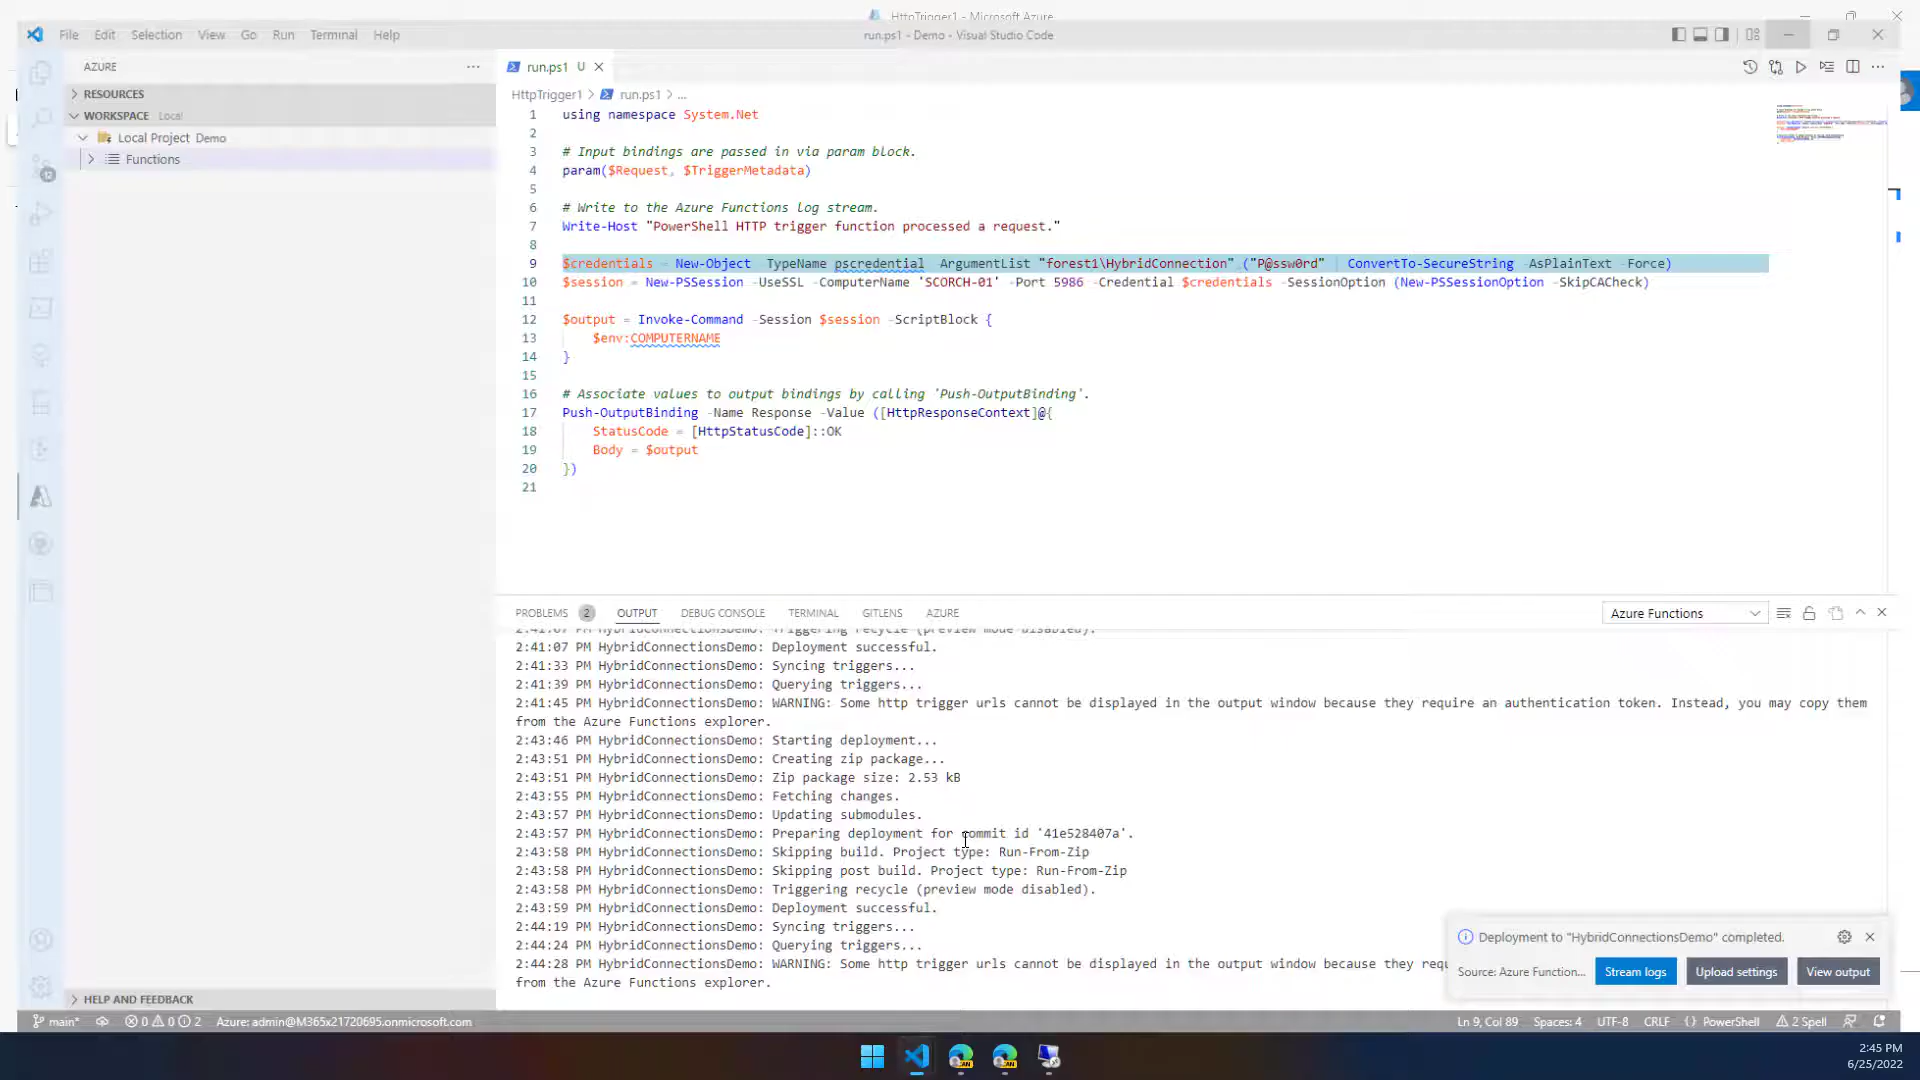 HttpTrigger1 - Microsoft Azure
File Edit Selection View Go Run Terminal Help
run.ps1 - Demo - Visual Studio Code
AZURE
RESOURCES
WORKSPACE Local
Local Project Demo
Functions
12
HELP AND FEEDBACK
run.ps1 U
HttpTrigger1 > run.ps1 > ...
1 using namespace System.Net
2
3 # Input bindings are passed in via param block.
4 param($Request, $TriggerMetadata)
5
6 # Write to the Azure Functions log stream.
7 Write-Host "PowerShell HTTP trigger function processed a request."
8
9 $credentials = New-Object -TypeName pscredential -ArgumentList "forest1\HybridConnection", ("P@ssw0rd" | ConvertTo-SecureString -AsPlainText -Force)
10 $session = New-PSSession -UseSSL -ComputerName 'SCORCH-01' -Port 5986 -Credential $credentials -SessionOption (New-PSSessionOption -SkipCACheck)
11
12 $output = Invoke-Command -Session $session -ScriptBlock {
13 $env:COMPUTERNAME
14 }
15
16 # Associate values to output bindings by calling 'Push-OutputBinding'.
17 Push-OutputBinding -Name Response -Value ([HttpResponseContext]@{
18 StatusCode = [HttpStatusCode]::OK
19 Body = $output
20 })
21
PROBLEMS 2 OUTPUT DEBUG CONSOLE TERMINAL GITLENS AZURE
Azure Functions
2:41:07 PM HybridConnectionsDemo: Triggering recycle (preview mode disabled).
2:41:07 PM HybridConnectionsDemo: Deployment successful.
2:41:33 PM HybridConnectionsDemo: Syncing triggers...
2:41:39 PM HybridConnectionsDemo: Querying triggers...
2:41:45 PM HybridConnectionsDemo: WARNING: Some http trigger urls cannot be displayed in the output window because they require an authentication token. Instead, you may copy them
from the Azure Functions explorer.
2:43:46 PM HybridConnectionsDemo: Starting deployment...
2:43:51 PM HybridConnectionsDemo: Creating zip package...
2:43:51 PM HybridConnectionsDemo: Zip package size: 2.53 kB
2:43:55 PM HybridConnectionsDemo: Fetching changes.
2:43:57 PM HybridConnectionsDemo: Updating submodules.
2:43:57 PM HybridConnectionsDemo: Preparing deployment for commit id '41e528407a'.
2:43:58 PM HybridConnectionsDemo: Skipping build. Project type: Run-From-Zip
2:43:58 PM HybridConnectionsDemo: Skipping post build. Project type: Run-From-Zip
2:43:58 PM HybridConnectionsDemo: Triggering recycle (preview mode disabled).
2:43:59 PM HybridConnectionsDemo: Deployment successful.
2:44:19 PM HybridConnectionsDemo: Syncing triggers...
2:44:24 PM HybridConnectionsDemo: Querying triggers...
2:44:28 PM HybridConnectionsDemo: WARNING: Some http trigger urls cannot be displayed in the output window because they requ
from the Azure Functions explorer.
Deployment to "HybridConnectionsDemo" completed.
Source: Azure Function... Stream logs Upload settings View output
main* 0 0 2 Azure: admin@M365x21720695.onmicrosoft.com
Ln 9, Col 89 Spaces: 4 UTF-8 CRLF PowerShell 2 Spell
2:45 PM
6/25/2022